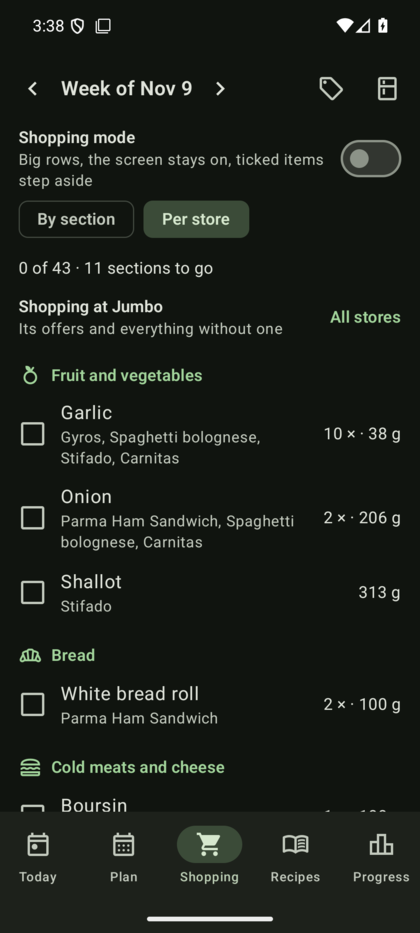 3:38
Week of Nov 9
Shopping mode
Big rows, the screen stays on, ticked items
step aside
By section
Per store
0 of 43 · 11 sections to go
Shopping at Jumbo
Its offers and everything without one
All stores
Fruit and vegetables
Garlic
Gyros, Spaghetti bolognese,
Stifado, Carnitas
10 × · 38 g
Onion
Parma Ham Sandwich, Spaghetti
bolognese, Carnitas
2 × · 206 g
Shallot
Stifado
313 g
Bread
White bread roll
Parma Ham Sandwich
2 × · 100 g
Cold meats and cheese
Boursin
Today
Plan
Shopping
Recipes
Progress